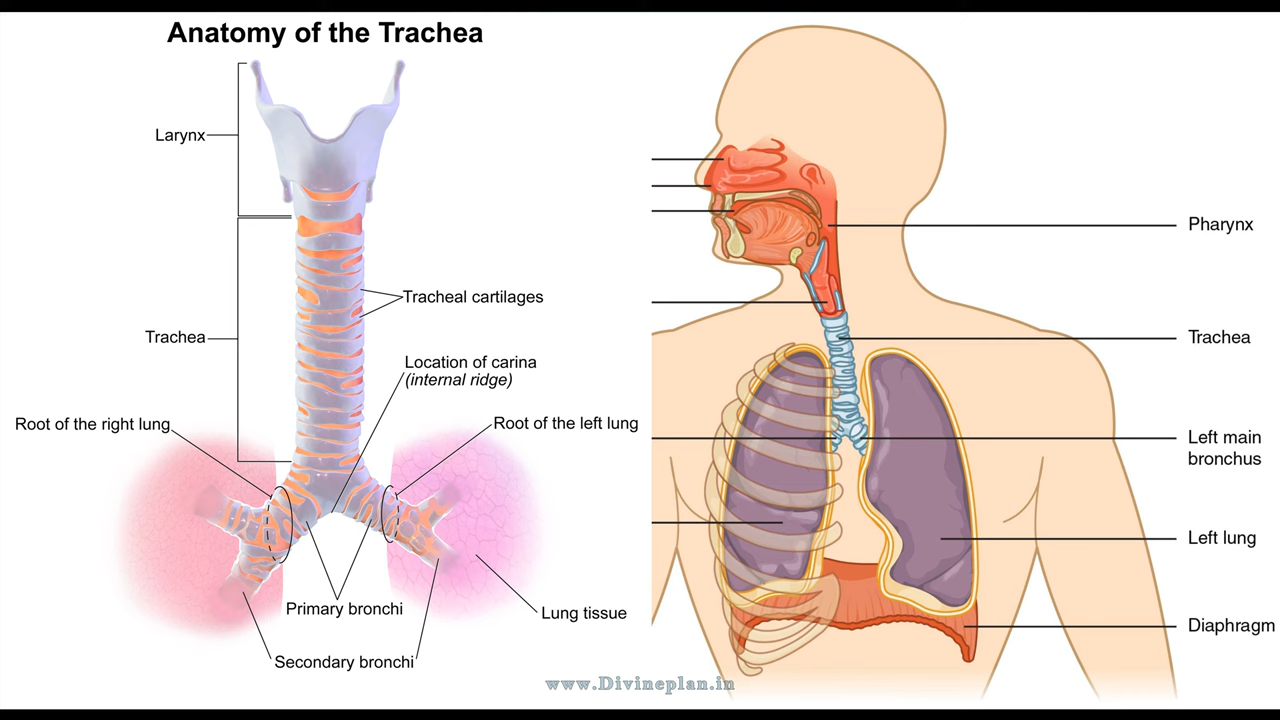 Anatomy of the Trachea
Larynx
Trachea
Tracheal cartilages
Location of carina
(internal ridge)
Root of the right lung
Root of the left lung
Primary bronchi
Lung tissue
Secondary bronchi
Pharynx
Trachea
Left main
bronchus
Left lung
Diaphragm
www.Divineplan.in